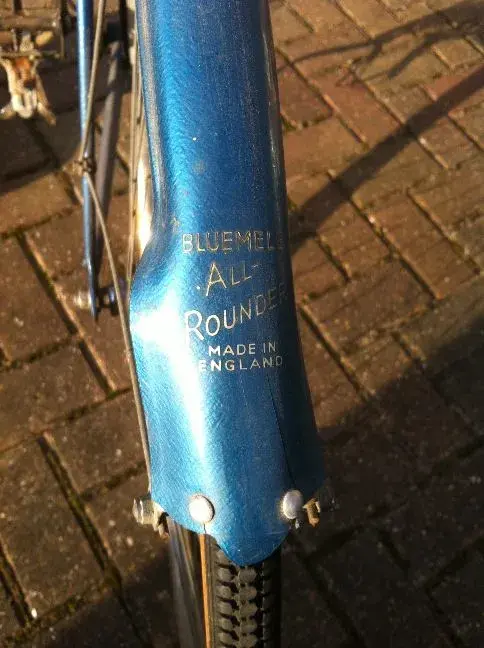 BLUEMELS
·ALL-
ROUNDER
MADE IN
ENGLAND